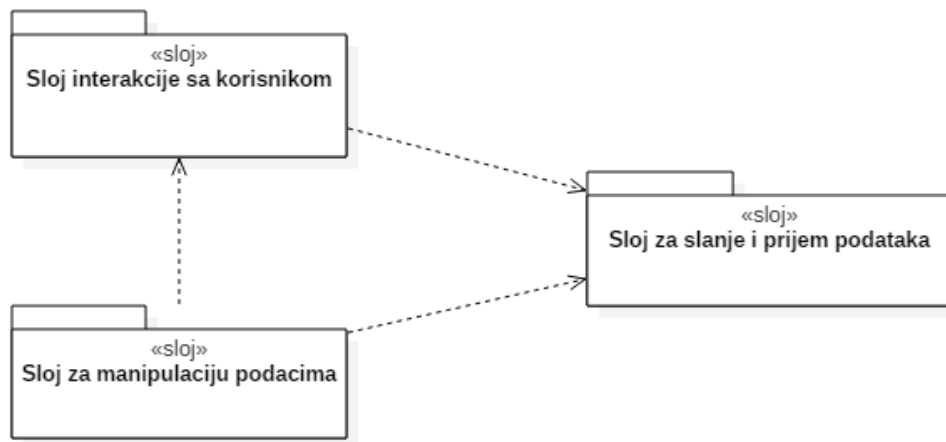 «sloj»
Sloj interakcije sa korisnikom
«sloj»
Sloj za slanje i prijem podataka
«sloj»
Sloj za manipulaciju podacima